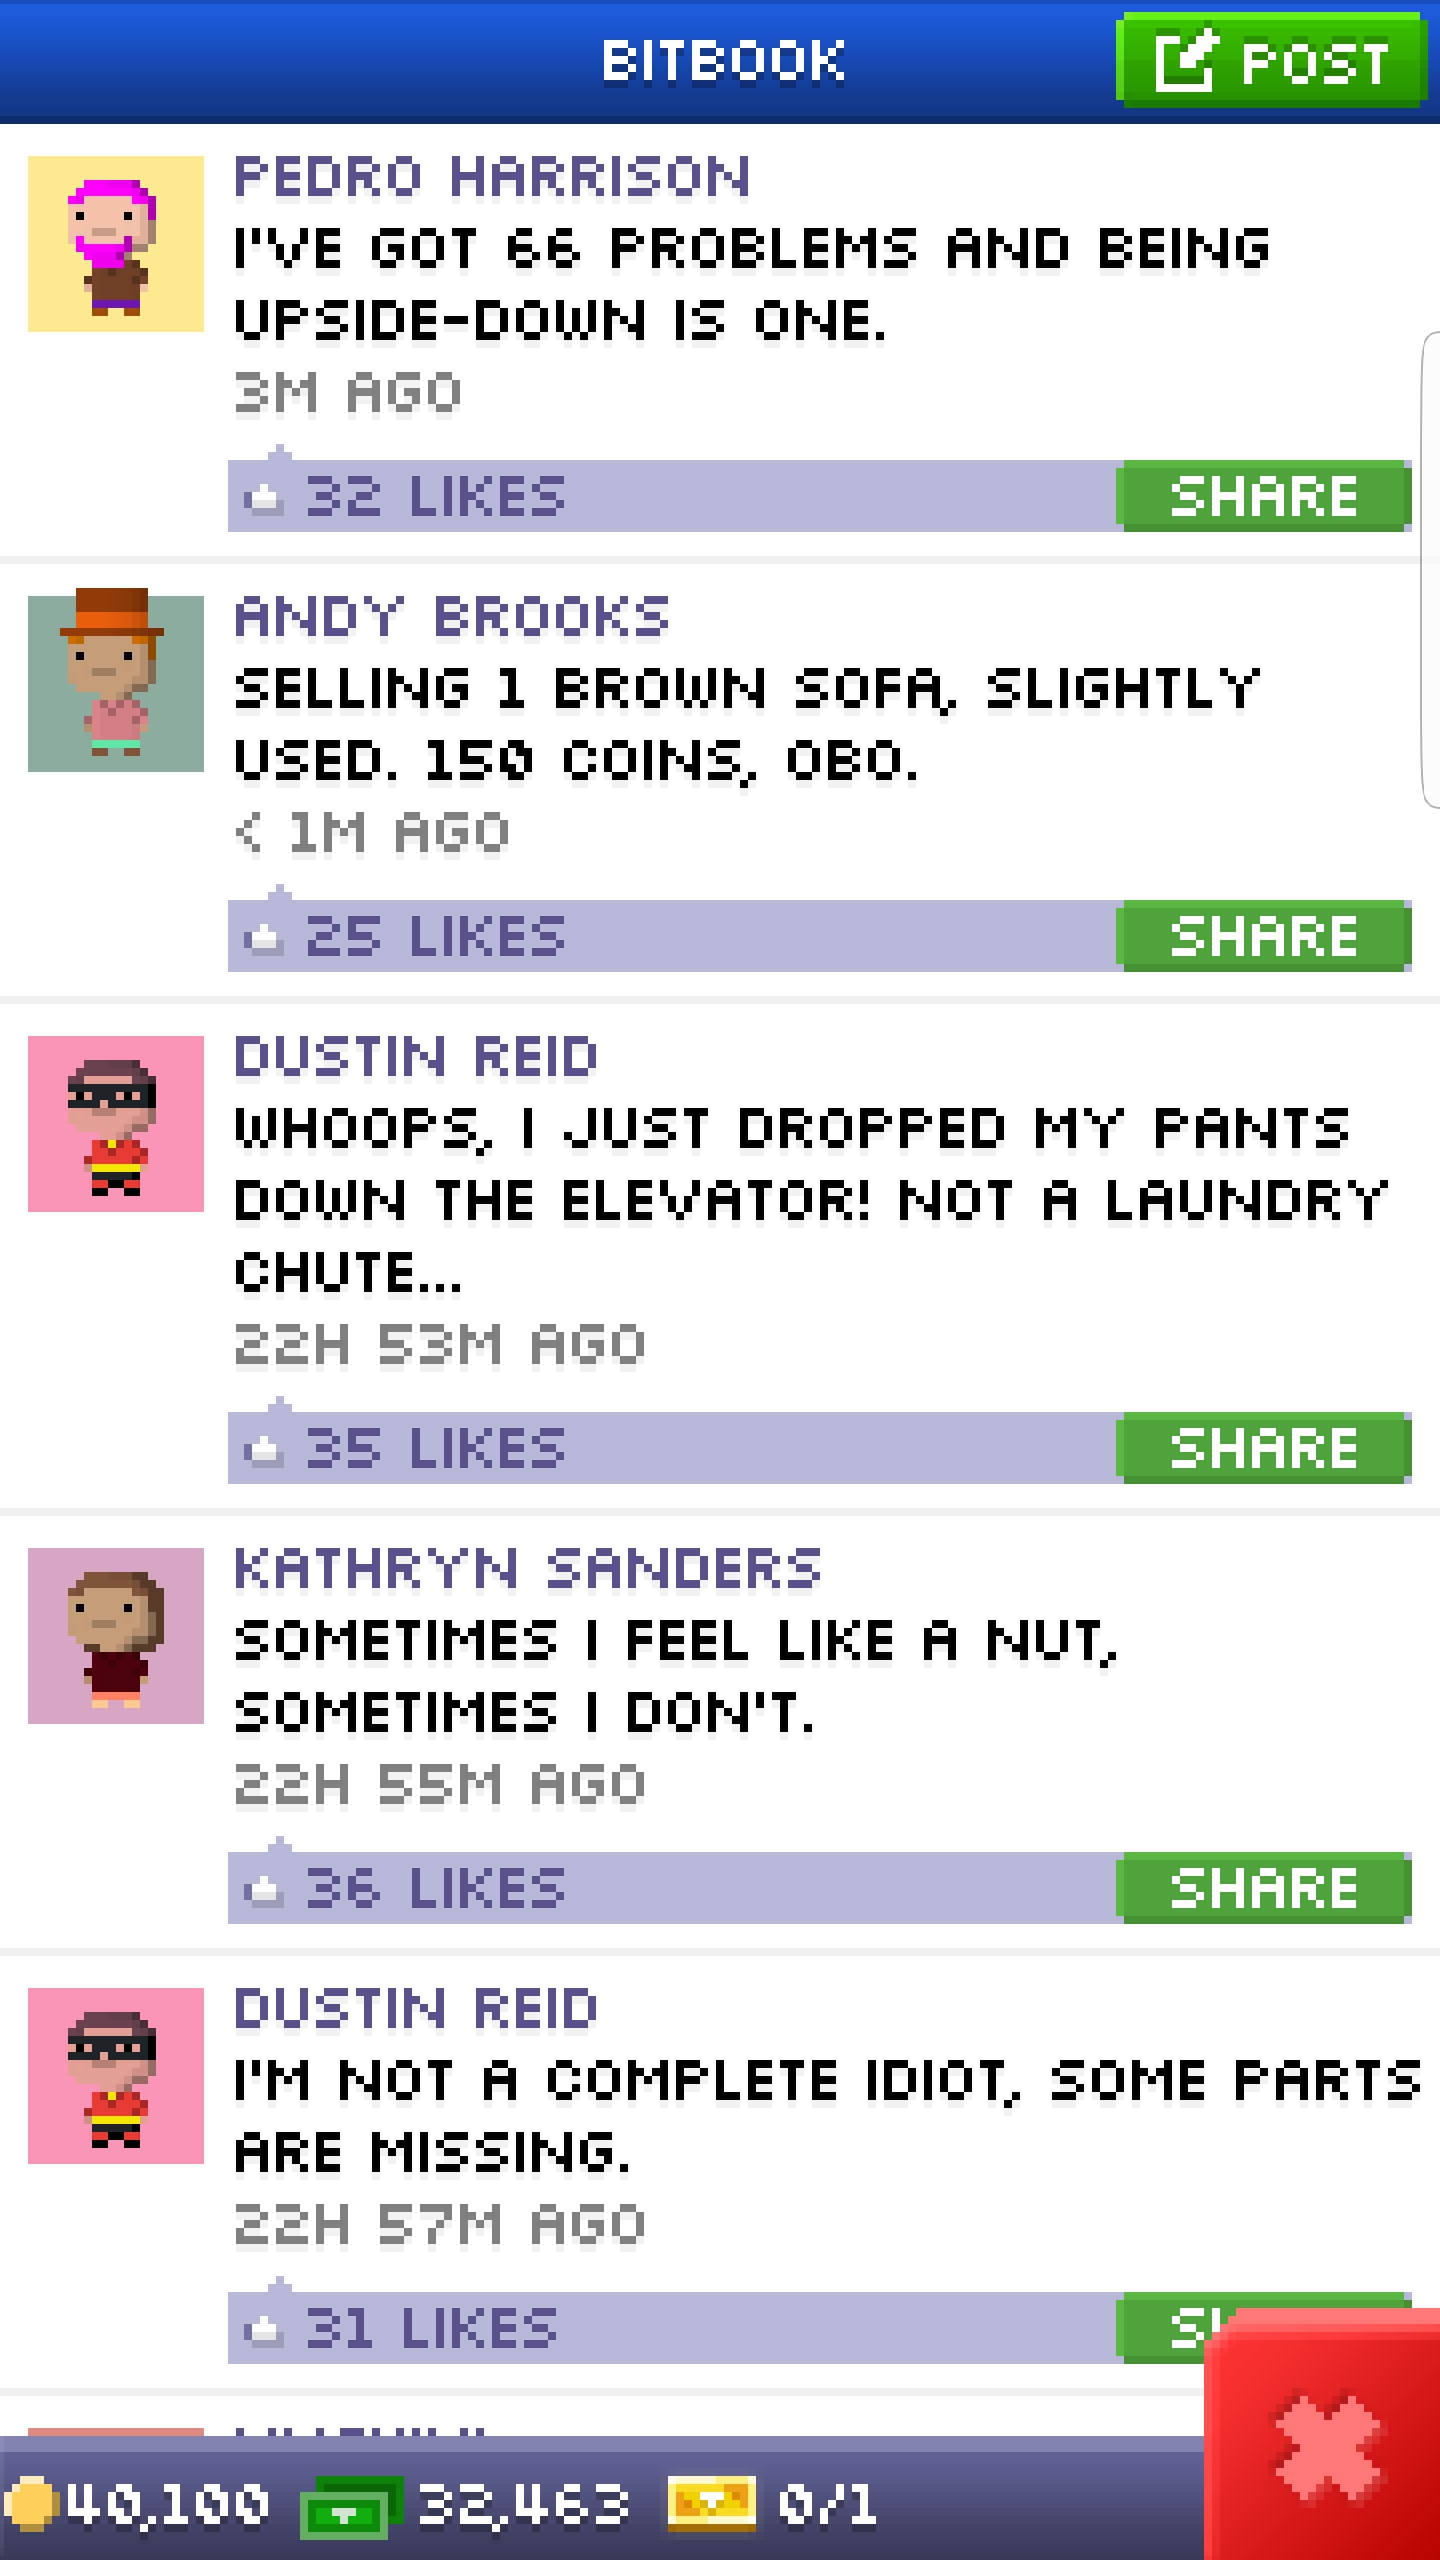 BITBOOK
POST
PEDRO HARRISON
I'VE GOT 66 PROBLEMS AND BEING
UPSIDE-DOWN IS ONE.
3M AGO
32 LIKES
SHARE
ANDY BROOKS
SELLING 1 BROWN SOFA, SLIGHTLY
USED. 150 COINS, OBO.
< 1M AGO
25 LIKES
SHARE
DUSTIN REID
WHOOPS, I JUST DROPPED MY PANTS
DOWN THE ELEVATOR! NOT A LAUNDRY
CHUTE...
22H 53M AGO
35 LIKES
SHARE
KATHRYN SANDERS
SOMETIMES I FEEL LIKE A NUT,
SOMETIMES I DON'T.
22H 55M AGO
36 LIKES
SHARE
DUSTIN REID
I'M NOT A COMPLETE IDIOT, SOME PARTS
ARE MISSING.
22H 57M AGO
31 LIKES
40,100
32,463
0/1